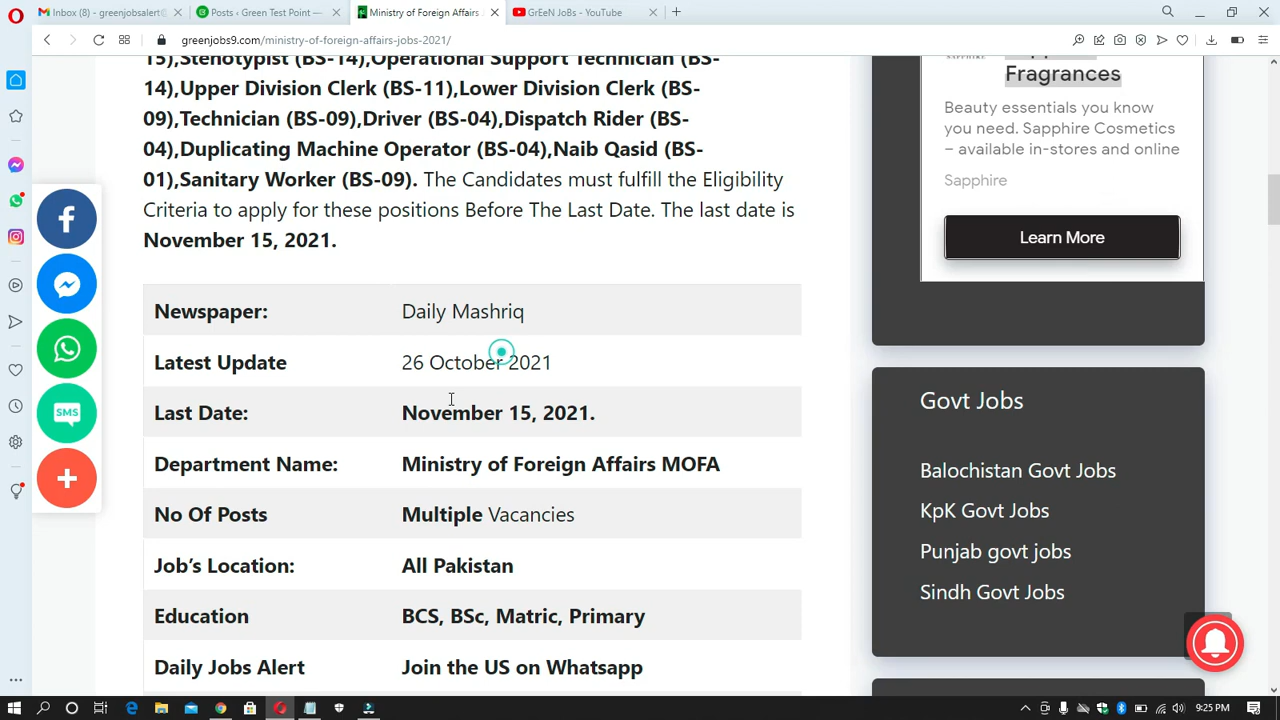 Inbox (8) - greenjobsalert@
Posts ‹ Green Test Point —
Ministry of Foreign Affairs
GrEeN JoBs - YouTube
greenjobs9.com/ministry-of-foreign-affairs-jobs-2021/
15),Stenotypist (BS-14),Operational Support Technician (BS-
14),Upper Division Clerk (BS-11),Lower Division Clerk (BS-
09),Technician (BS-09),Driver (BS-04),Dispatch Rider (BS-
04),Duplicating Machine Operator (BS-04),Naib Qasid (BS-
01),Sanitary Worker (BS-09). The Candidates must fulfill the Eligibility
Criteria to apply for these positions Before The Last Date. The last date is
November 15, 2021.
Newspaper: Daily Mashriq
Latest Update 26 October 2021
Last Date: November 15, 2021.
Department Name: Ministry of Foreign Affairs MOFA
No Of Posts Multiple Vacancies
Job’s Location: All Pakistan
Education BCS, BSc, Matric, Primary
Daily Jobs Alert Join the US on Whatsapp
SMS
Fragrances
Beauty essentials you know
you need. Sapphire Cosmetics
– available in-stores and online
Sapphire
Learn More
Govt Jobs
Balochistan Govt Jobs
KpK Govt Jobs
Punjab govt jobs
Sindh Govt Jobs
9:25 PM